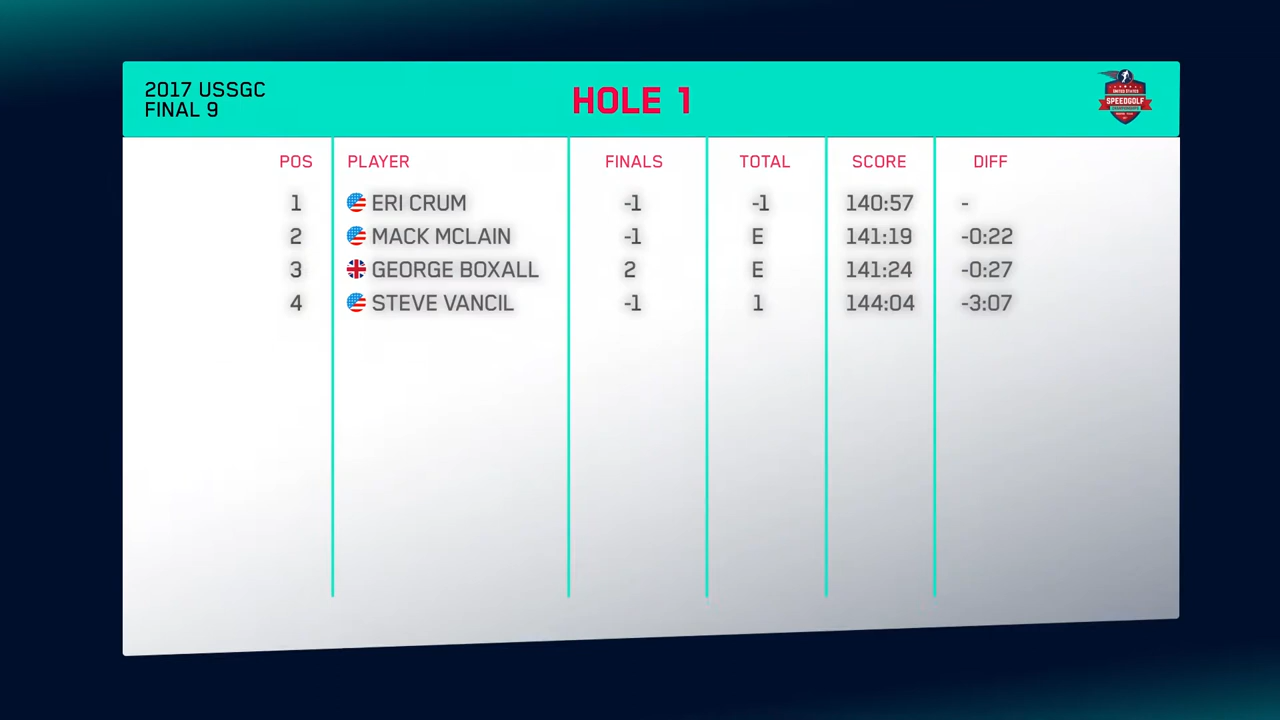 2017 USSGC
FINAL 9
HOLE 1
UNITED STATES
SPEEDGOLF
POS PLAYER FINALS TOTAL SCORE DIFF
1 ERI CRUM -1 -1 140:57 -
2 MACK MCLAIN -1 E 141:19 -0:22
3 GEORGE BOXALL 2 E 141:24 -0:27
4 STEVE VANCIL -1 1 144:04 -3:07